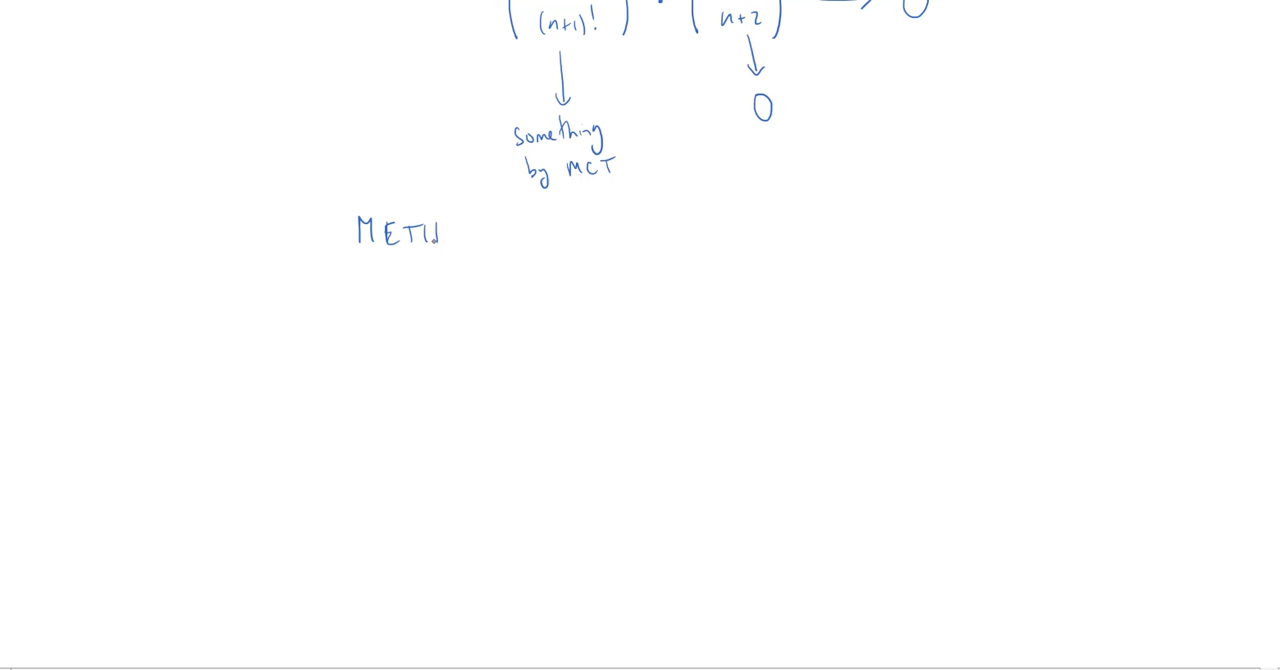 ( (n+1)! ) · ( n+2 ) → 0
↓ ↓
0
something
by MCT
METH